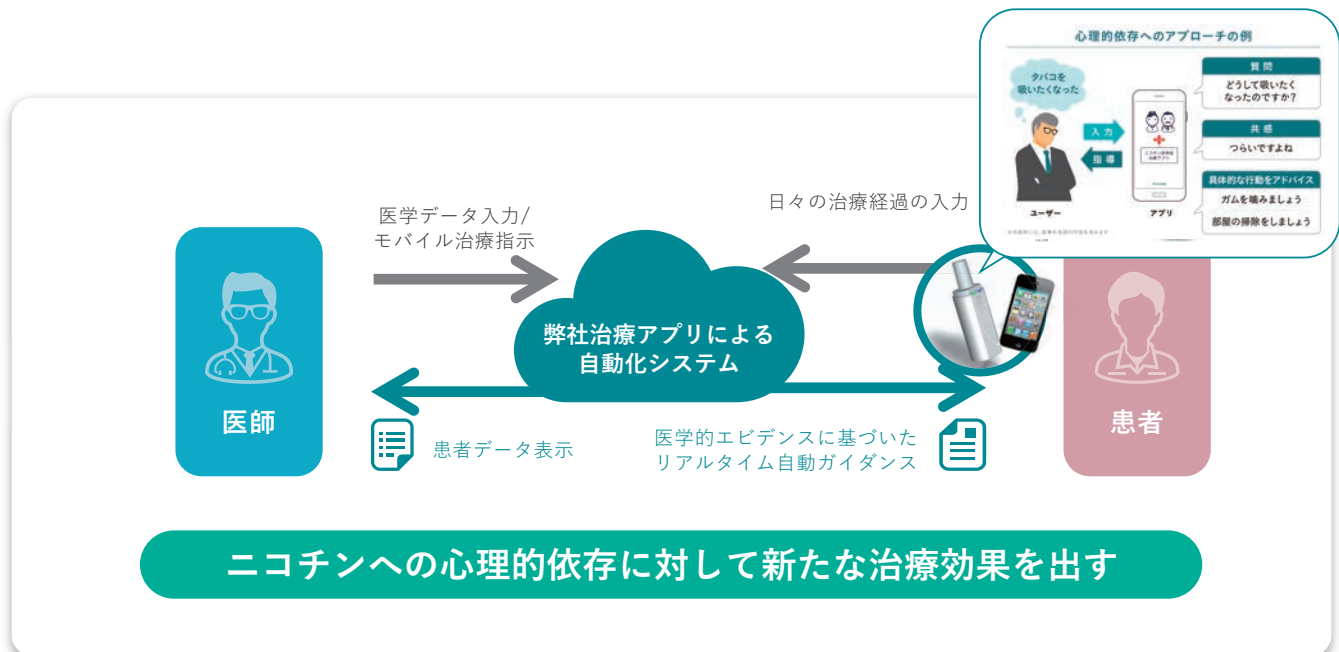 心理的依存へのアプローチの例
タバコを
吸いたくなった
入力
指導
ユーザー
アプリ
質問
どうして吸いたく
なったのですか?
共感
つらいですよね
具体的な行動をアドバイス
ガムを噛みましょう
部屋の掃除をしましょう
医学データ入力/
モバイル治療指示
日々の治療経過の入力
弊社治療アプリによる
自動化システム
医師
患者
患者データ表示
医学的エビデンスに基づいた
リアルタイム自動ガイダンス
ニコチンへの心理的依存に対して新たな治療効果を出す